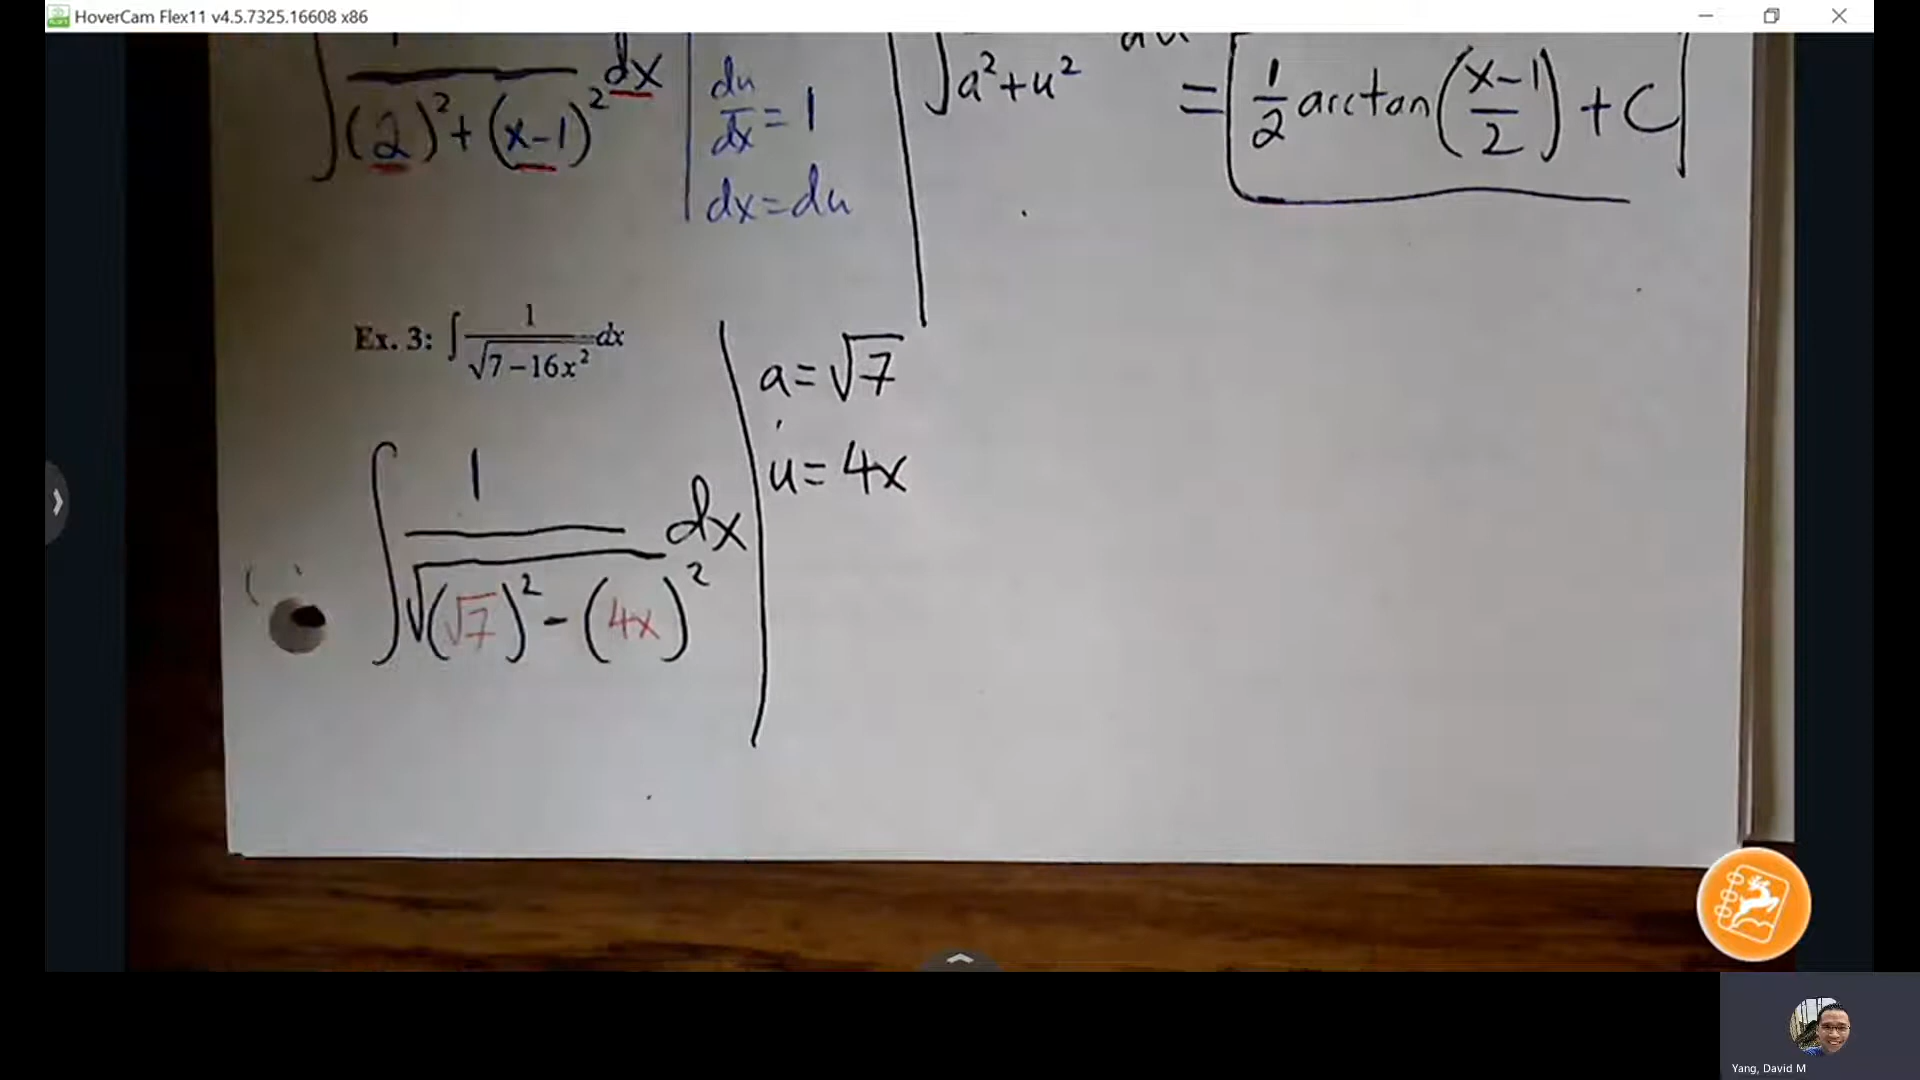 HoverCam Flex11 v4.5.7325.16608 x86
∫ 1/((2)²+(x-1)²) dx
du/dx = 1
dx=du
∫ a²+u² du
= 1/2 arctan((x-1)/2) + C
Ex. 3: ∫ 1/√(7-16x²) dx
a=√7
u=4x
∫ 1/√((√7)²-(4x)²) dx
Yang, David M